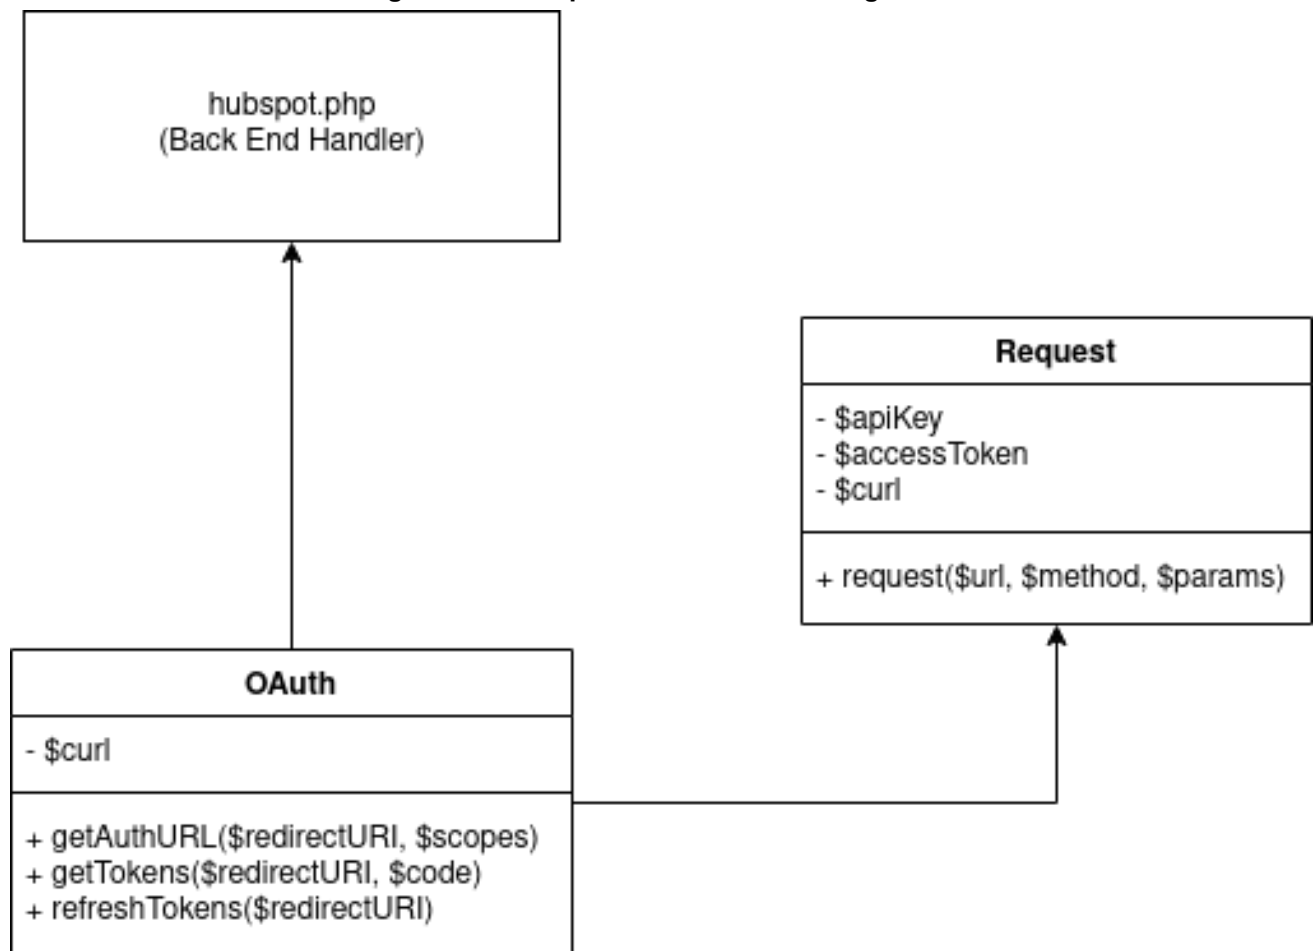 hubspot.php
(Back End Handler)
Request
- $apiKey
- $accessToken
- $curl
+ request($url, $method, $params)
OAuth
- $curl
+ getAuthURL($redirectURI, $scopes)
+ getTokens($redirectURI, $code)
+ refreshTokens($redirectURI)